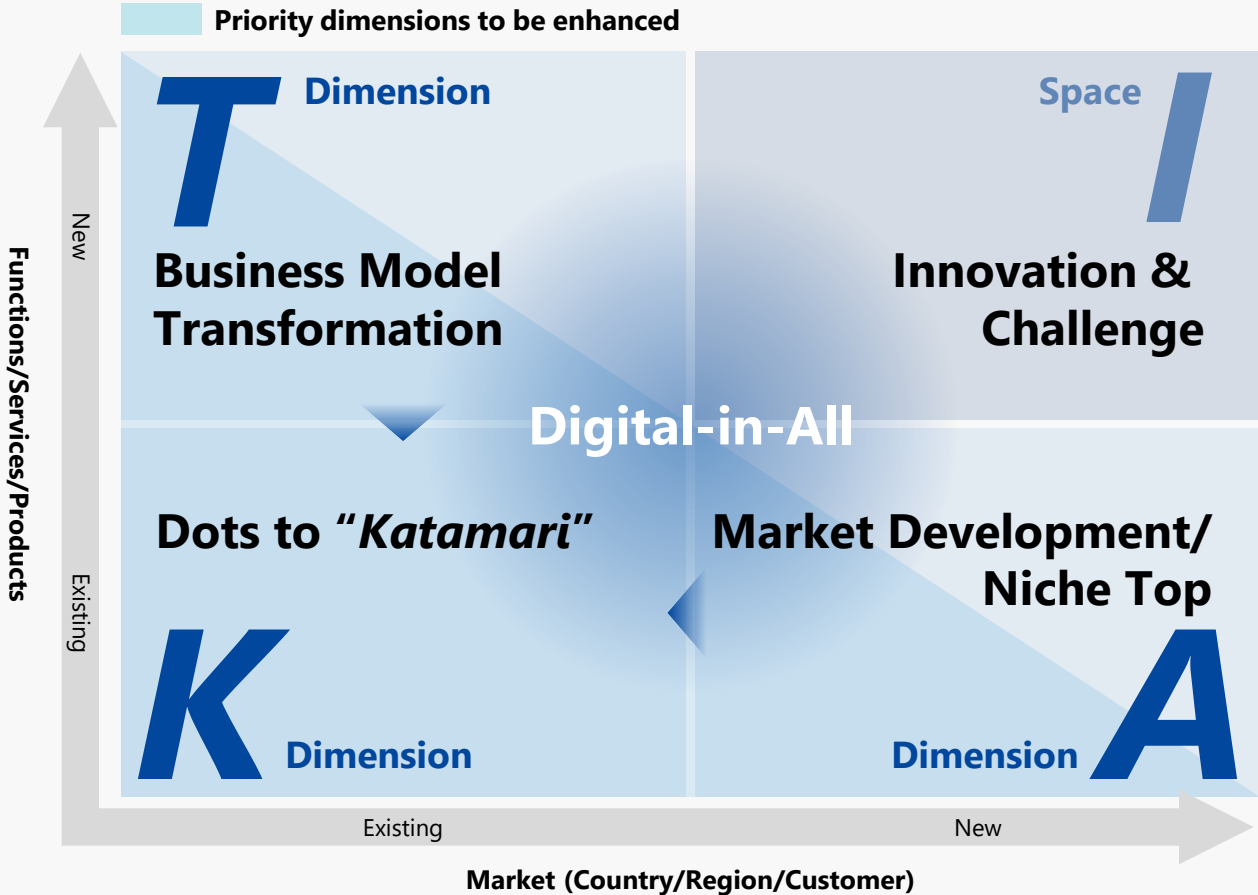 Priority dimensions to be enhanced
T Dimension
Space I
Business Model
Transformation
Innovation &
Challenge
Digital-in-All
Dots to “Katamari”
Market Development/
Niche Top
K Dimension
Dimension A
Functions/Services/Products
New
Existing
Existing
New
Market (Country/Region/Customer)